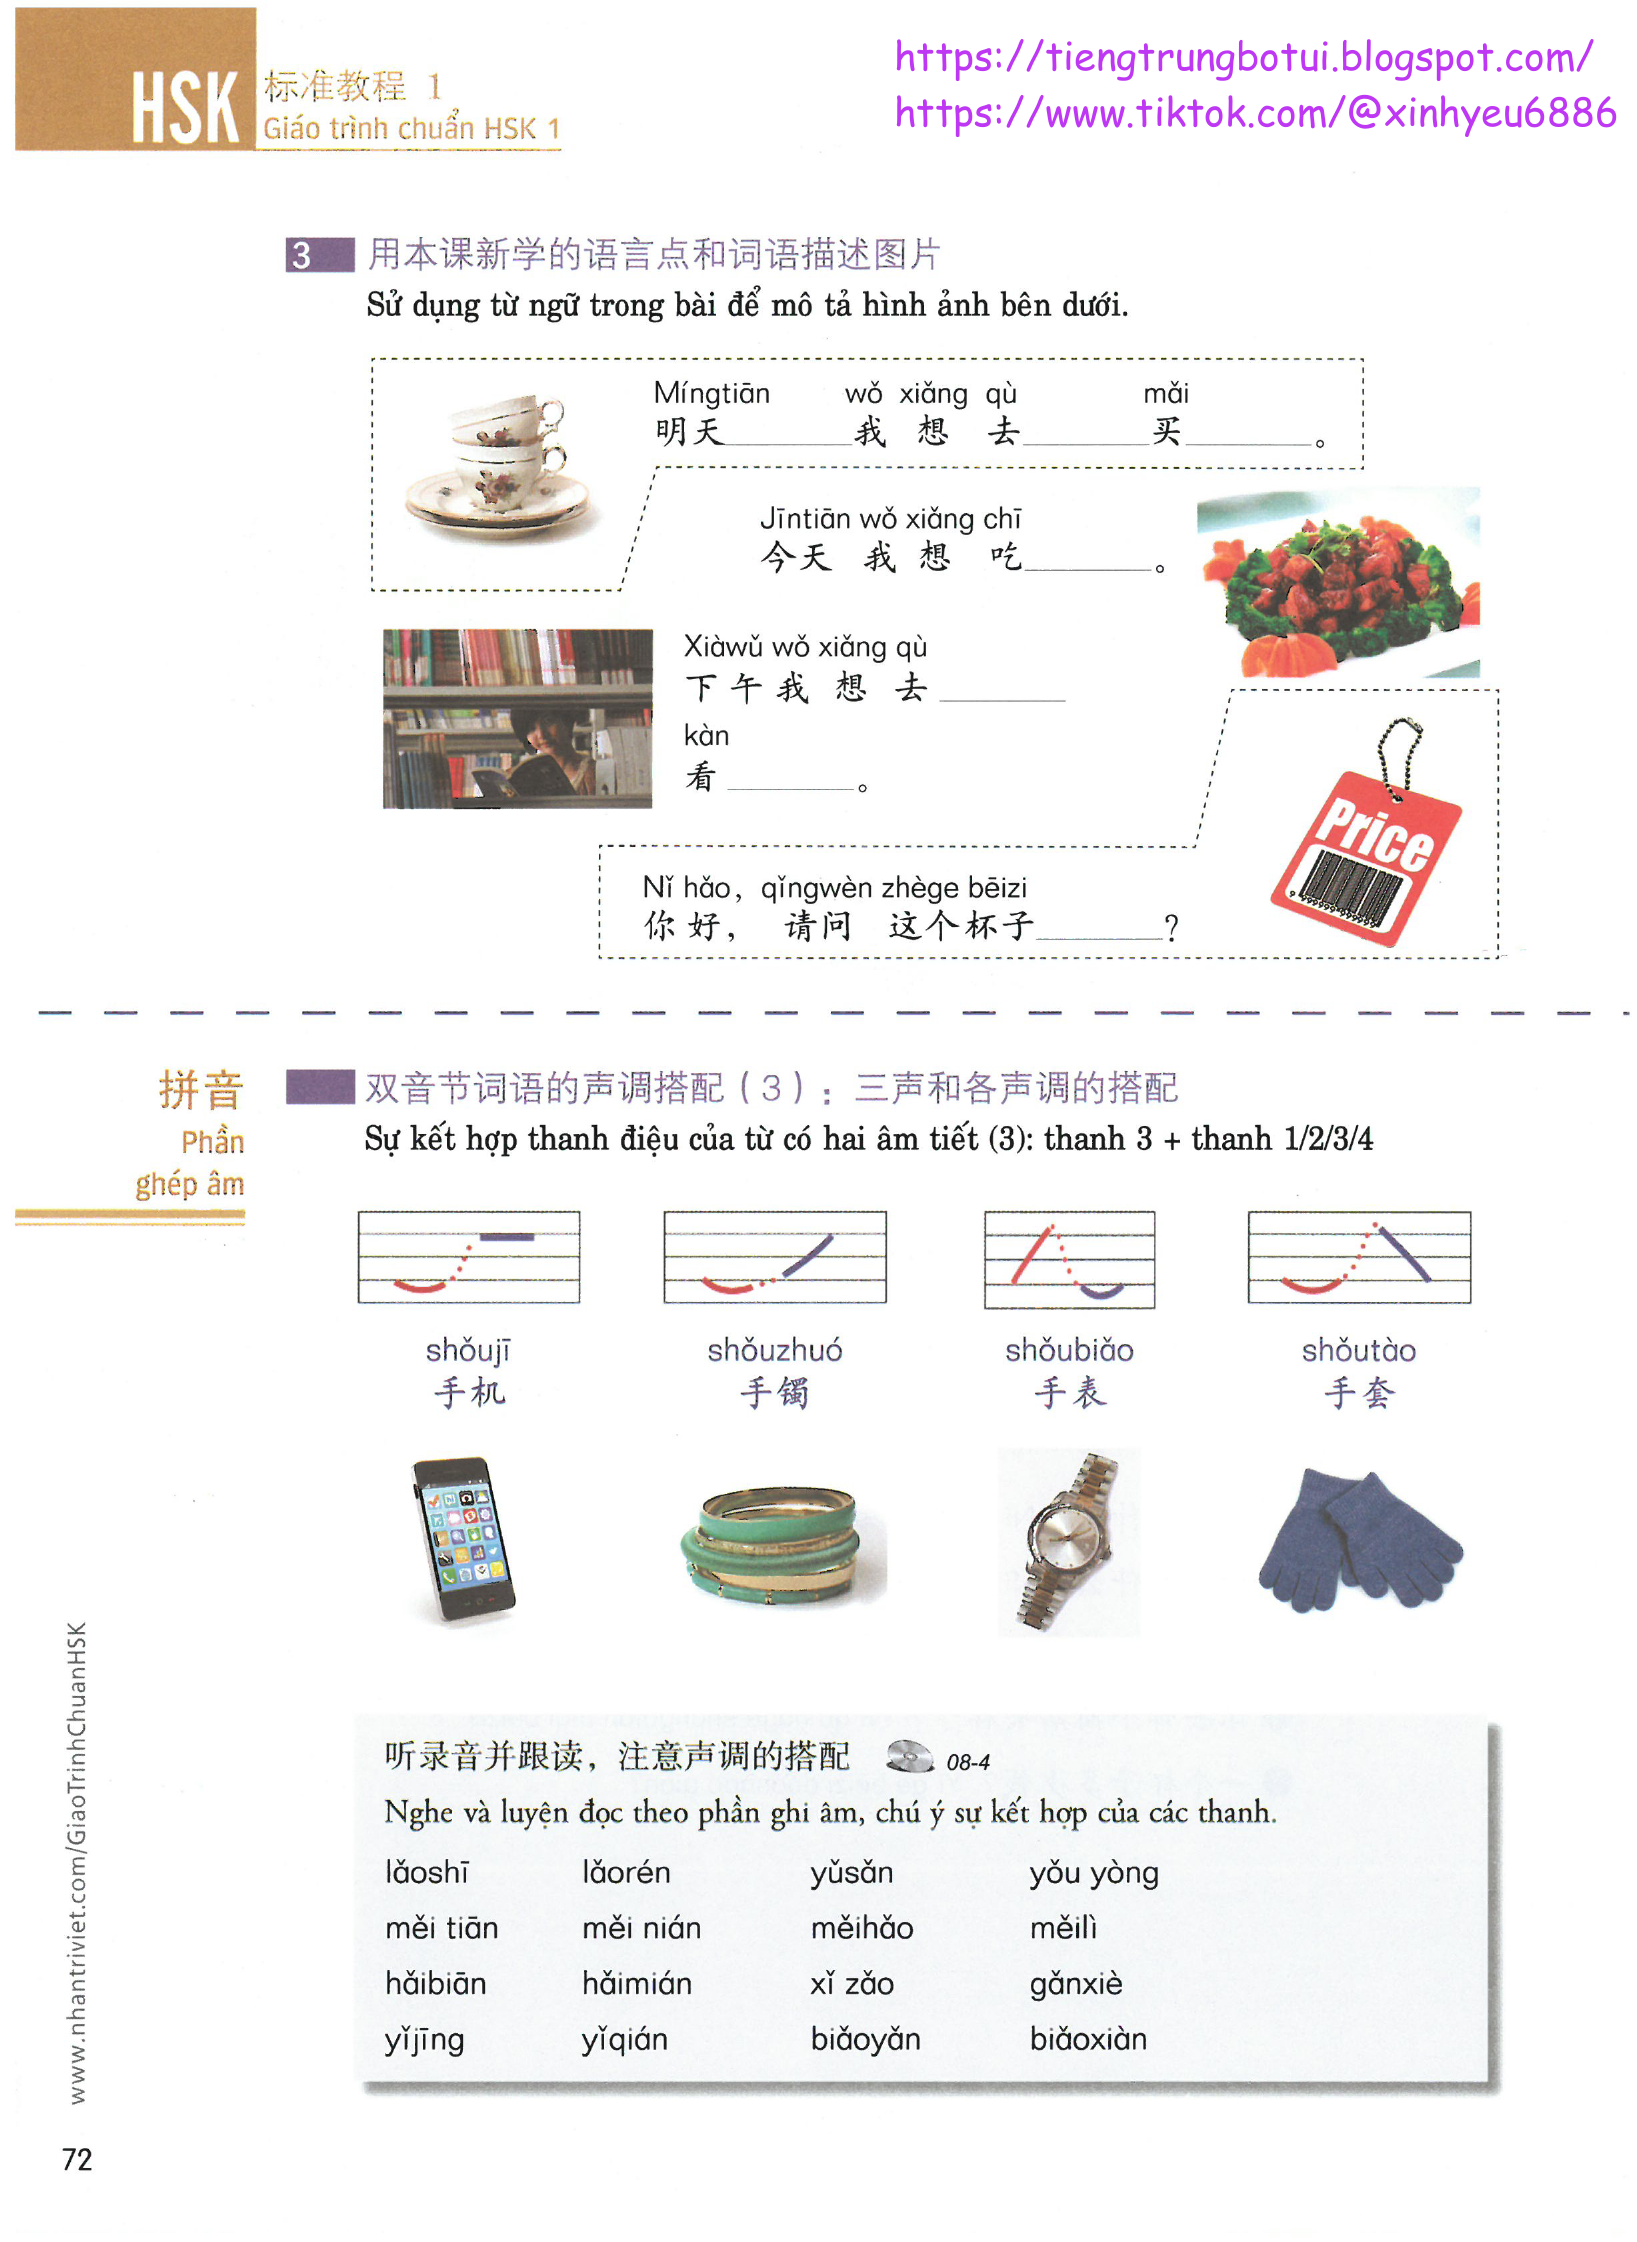 https://tiengtrungbotui.blogspot.com/
https://www.tiktok.com/@xinhyeu6886
HSK 标准教程 1
Giáo trình chuẩn HSK 1
3 用本课新学的语言点和词语描述图片
Sử dụng từ ngữ trong bài để mô tả hình ảnh bên dưới.
Míngtiān wǒ xiǎng qù mǎi
明天________我 想 去________买________。
Jīntiān wǒ xiǎng chī
今天 我 想 吃________。
Xiàwǔ wǒ xiǎng qù
下午我 想 去 ________
kàn
看 ________。
Price
9 999999 999999
Nǐ hǎo, qǐngwèn zhège bēizi
你好, 请问 这个杯子________?
拼音
Phần
ghép âm
双音节词语的声调搭配(3): 三声和各声调的搭配
Sự kết hợp thanh điệu của từ có hai âm tiết (3): thanh 3 + thanh 1/2/3/4
shǒujī shǒuzhuó shǒubiǎo shǒutào
手机 手镯 手表 手套
听录音并跟读, 注意声调的搭配 08-4
Nghe và luyện đọc theo phần ghi âm, chú ý sự kết hợp của các thanh.
lǎoshī lǎorén yǔsǎn yǒu yòng
měi tiān měi nián měihǎo měilì
hǎibiān hǎimián xǐ zǎo gǎnxiè
yǐjīng yǐqián biǎoyǎn biǎoxiàn
www.nhantriviet.com/GiaoTrinhChuanHSK
72